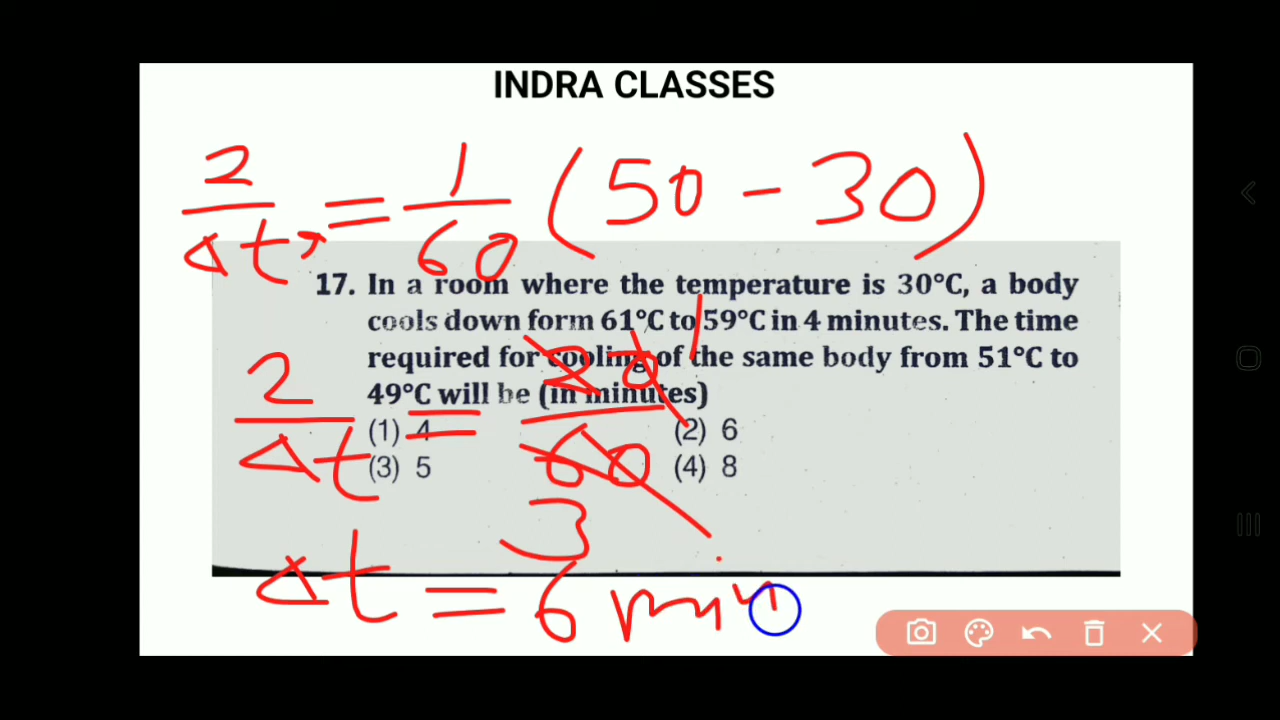 INDRA CLASSES
2/Δt' = 1/60 (50 - 30)
17. In a room where the temperature is 30°C, a body
cools down form 61°C to 59°C in 4 minutes. The time
required for cooling of the same body from 51°C to
49°C will be (in minutes)
(1) 4 (2) 6
(3) 5 (4) 8
2/Δt = 20/60
1
3
Δt = 6 min